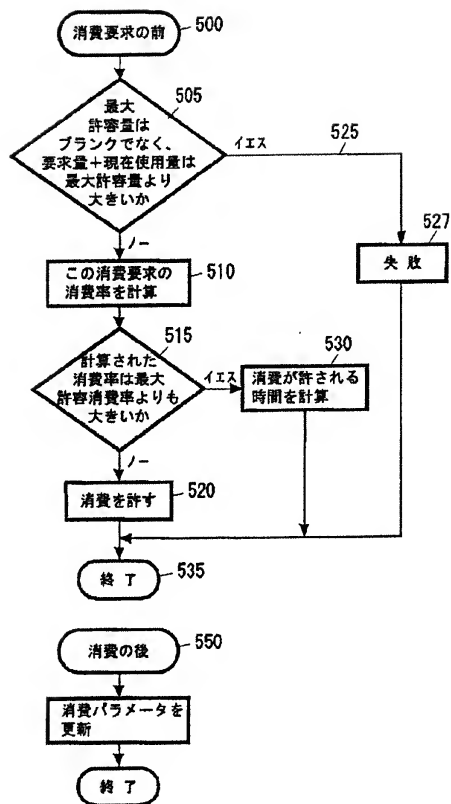 消費要求の前
500
最大
許容量は
ブランクでなく、
要求量＋現在使用量は
最大許容量より
大きいか
505
イエス
525
ノー
527
失敗
この消費要求の
消費率を計算
510
計算された
消費率は最大
許容消費率よりも
大きいか
515
イエス
530
消費が許される
時間を計算
ノー
消費を許す
520
終了
535
消費の後
550
消費パラメータを
更新
終了